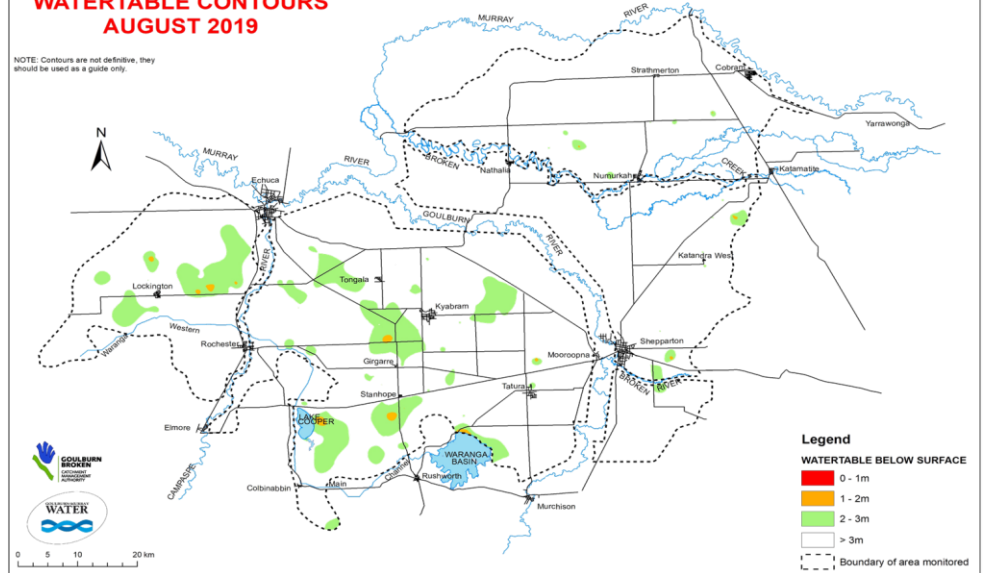 WATERTABLE CONTOURS
AUGUST 2019
NOTE: Contours are not definitive, they
should be used as a guide only.
N
MURRAY
RIVER
Strathmerton
Cobram
Yarrawonga
MURRAY
RIVER
BROKEN
Nathalia
Numurkah
CREEK
Katamatite
Echuca
GOULBURN
RIVER
RIVER
Katandra West
Lockington
Tongala
Kyabram
Western
Waranga
Rochester
Girgarre
Mooroopna
Shepparton
BROKEN
RIVER
Stanhope
Tatura
Elmore
LAKE
COOPER
WARANGA
BASIN
CAMPASPE
Colbinabbin
Main
Channel
Rushworth
Murchison
GOULBURN
BROKEN
CATCHMENT
MANAGEMENT
AUTHORITY
GOULBURN-MURRAY
WATER
0 5 10 20 km
Legend
WATERTABLE BELOW SURFACE
0 - 1m
1 - 2m
2 - 3m
> 3m
Boundary of area monitored